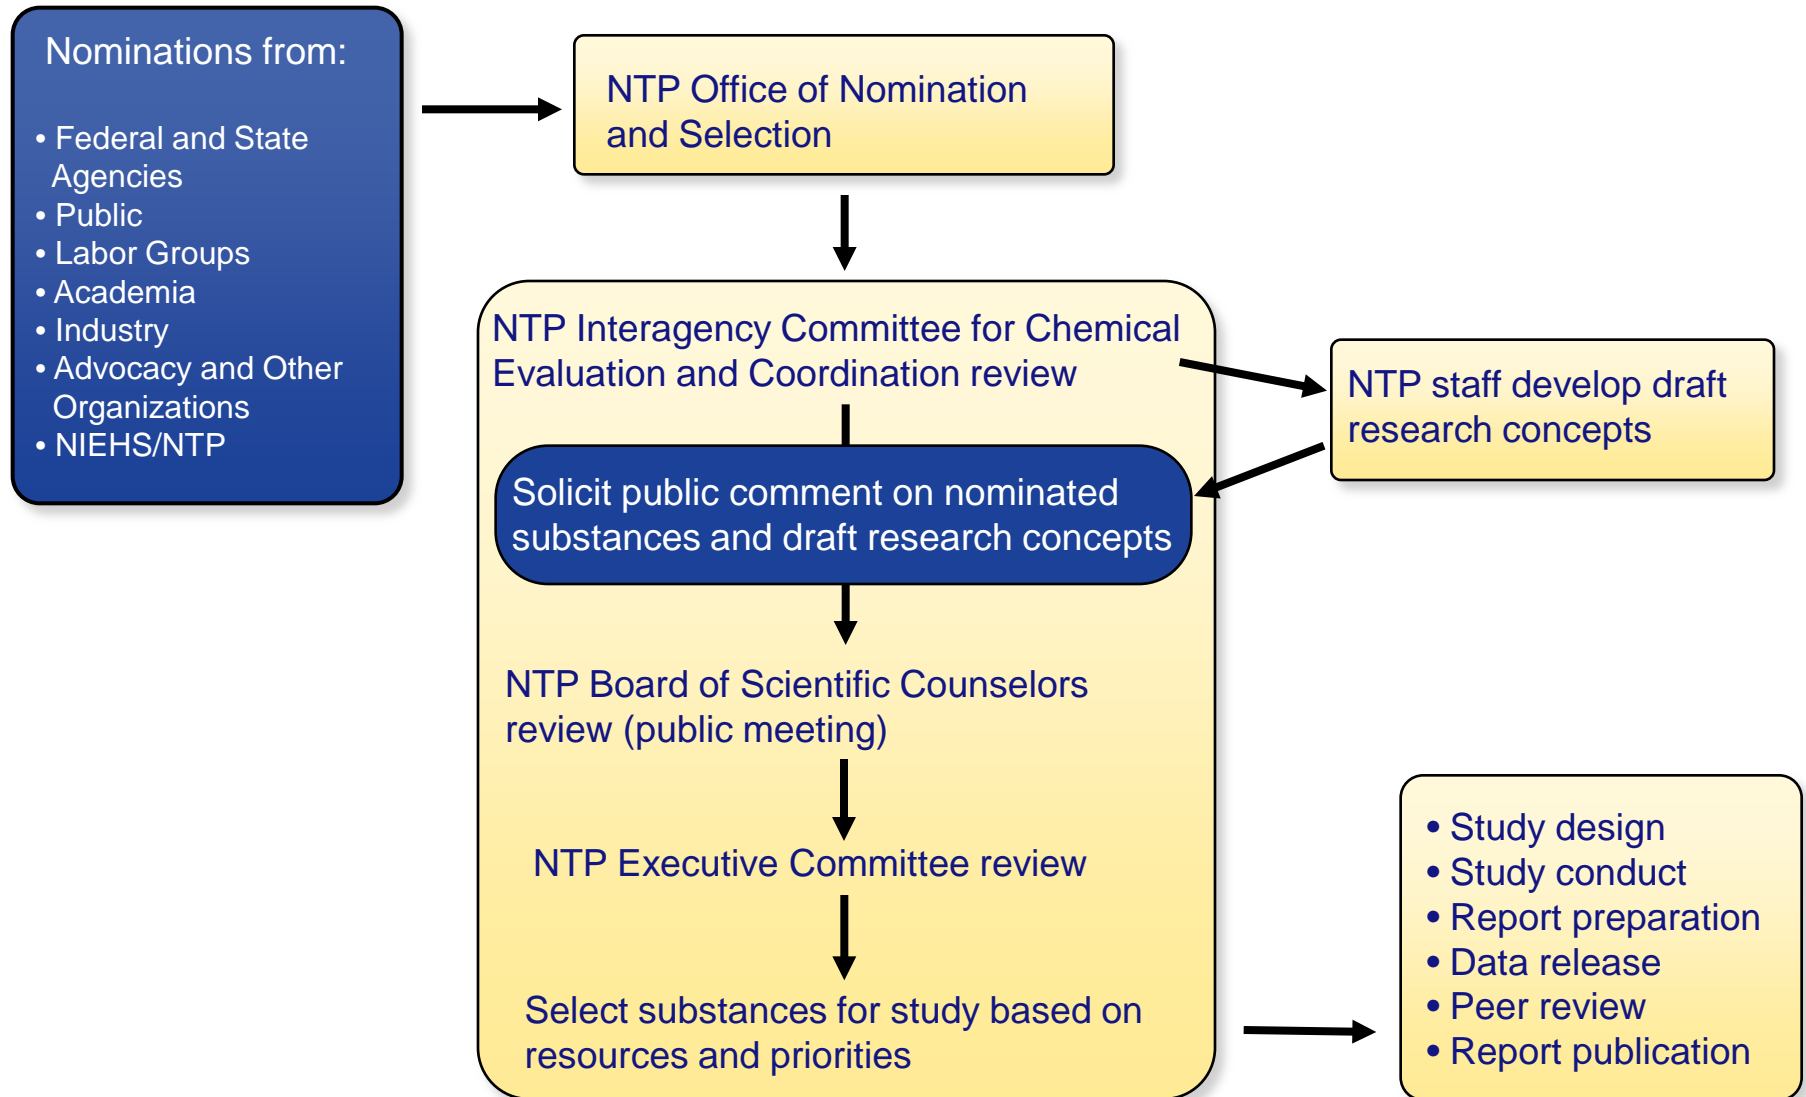 Nominations from:
• Federal and State
Agencies
• Public
• Labor Groups
• Academia
• Industry
• Advocacy and Other
Organizations
• NIEHS/NTP
NTP Office of Nomination
and Selection
NTP Interagency Committee for Chemical
Evaluation and Coordination review
NTP staff develop draft
research concepts
Solicit public comment on nominated
substances and draft research concepts
NTP Board of Scientific Counselors
review (public meeting)
NTP Executive Committee review
Select substances for study based on
resources and priorities
• Study design
• Study conduct
• Report preparation
• Data release
• Peer review
• Report publication